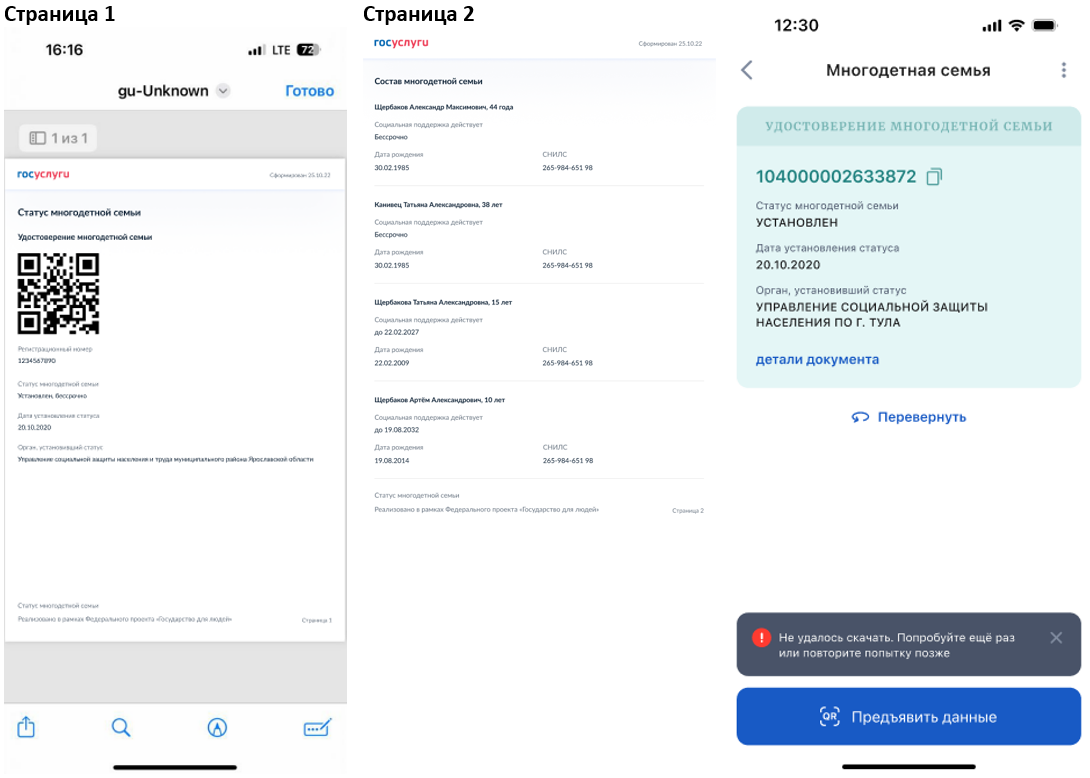 Страница 1
16:16
LTE 72
gu-Unknown
Готово
1 из 1
госуслуги
Сформирован 25.10.22
Статус многодетной семьи
Удостоверение многодетной семьи
Регистрационный номер
1234567890
Статус многодетной семьи
Установлен, бессрочно
Дата установления статуса
20.10.2020
Орган, установивший статус
Управление социальной защиты населения и труда муниципального района Ярославской области
Статус многодетной семьи
Реализовано в рамках Федерального проекта «Государство для людей»
Страница 1
Страница 2
госуслуги
Сформирован 25.10.22
Состав многодетной семьи
Щербаков Александр Максимович, 44 года
Социальная поддержка действует
Бессрочно
Дата рождения СНИЛС
30.02.1985 265-984-651 98
Канивец Татьяна Александровна, 38 лет
Социальная поддержка действует
Бессрочно
Дата рождения СНИЛС
30.02.1985 265-984-651 98
Щербакова Татьяна Александровна, 15 лет
Социальная поддержка действует
до 22.02.2027
Дата рождения СНИЛС
22.02.2009 265-984-651 98
Щербаков Артём Александрович, 10 лет
Социальная поддержка действует
до 19.08.2032
Дата рождения СНИЛС
19.08.2014 265-984-651 98
Статус многодетной семьи
Реализовано в рамках Федерального проекта «Государство для людей»
Страница 2
12:30
Многодетная семья
УДОСТОВЕРЕНИЕ МНОГОДЕТНОЙ СЕМЬИ
104000002633872
Статус многодетной семьи
УСТАНОВЛЕН
Дата установления статуса
20.10.2020
Орган, установивший статус
УПРАВЛЕНИЕ СОЦИАЛЬНОЙ ЗАЩИТЫ
НАСЕЛЕНИЯ ПО Г. ТУЛА
детали документа
Перевернуть
Не удалось скачать. Попробуйте ещё раз
или повторите попытку позже
QR Предъявить данные